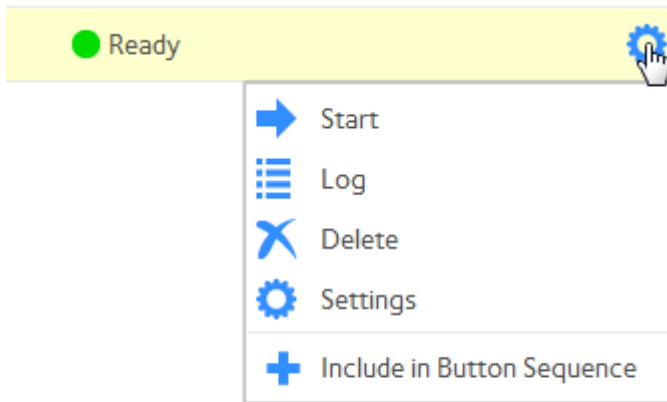 Ready
Start
Log
Delete
Settings
Include in Button Sequence